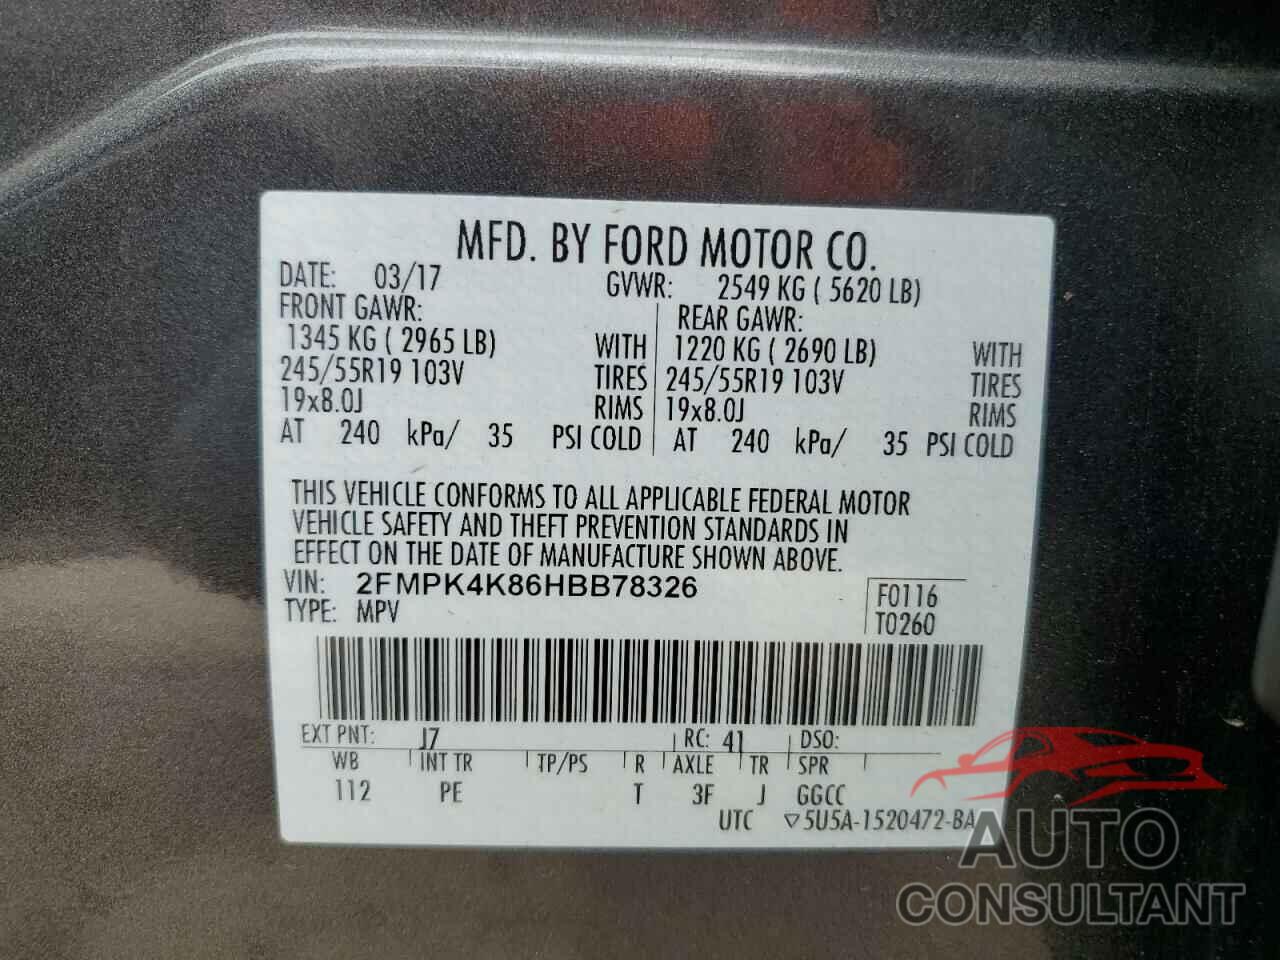 MFD. BY FORD MOTOR CO.
DATE: 03/17 GVWR: 2549 KG ( 5620 LB)
FRONT GAWR: REAR GAWR:
1345 KG ( 2965 LB) WITH 1220 KG ( 2690 LB) WITH
245/55R19 103V TIRES 245/55R19 103V TIRES
19x8.0J RIMS 19x8.0J RIMS
AT 240 kPa/ 35 PSI COLD AT 240 kPa/ 35 PSI COLD
THIS VEHICLE CONFORMS TO ALL APPLICABLE FEDERAL MOTOR
VEHICLE SAFETY AND THEFT PREVENTION STANDARDS IN
EFFECT ON THE DATE OF MANUFACTURE SHOWN ABOVE.
VIN: 2FMPK4K86HBB78326 F0116
TYPE: MPV T0260
EXT PNT: J7 RC: 41 DSO:
WB INT TR TP/PS R AXLE TR SPR
112 PE T 3F J GGCC
UTC ▽5U5A-1520472-BA
AUTO
CONSULTANT